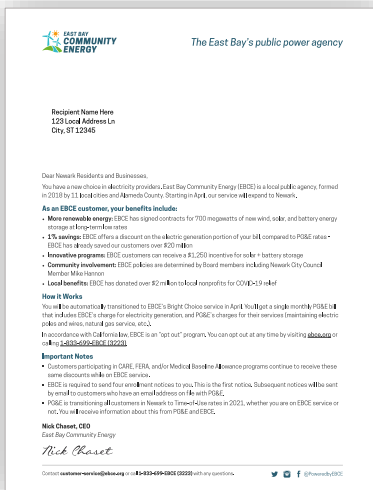 EAST BAY
COMMUNITY
ENERGY
The East Bay's public power agency
Recipient Name Here
123 Local Address Ln
City, ST 12345
Dear Newark Residents and Businesses,
You have a new choice in electricity providers. East Bay Community Energy (EBCE) is a local public agency, formed
in 2018 by 11 local cities and Alameda County. Starting in April, our service will expand to Newark.
As an EBCE customer, your benefits include:
• More renewable energy: EBCE has signed contracts for 700 megawatts of new wind, solar, and battery energy
storage at long-term low rates
• 1% savings: EBCE offers a discount on the electric generation portion of your bill, compared to PG&E rates -
EBCE has already saved our customers over $20 million
• Innovative programs: EBCE customers can receive a $1,250 incentive for solar + battery storage
• Community involvement: EBCE policies are determined by Board members including Newark City Council
Member Mike Hannon
• Local benefits: EBCE has donated over $2 million to local nonprofits for COVID-19 relief
How it Works
You will be automatically transitioned to EBCE's Bright Choice service in April. You'll get a single monthly PG&E bill
that includes EBCE's charge for electricity generation, and PG&E's charges for their services (maintaining electric
poles and wires, natural gas service, etc.).
In accordance with California law, EBCE is an "opt out" program. You can opt out at any time by visiting ebce.org or
calling 1-833-699-EBCE (3223).
Important Notes
• Customers participating in CARE, FERA, and/or Medical Baseline Allowance programs continue to receive these
same discounts while on EBCE service.
• EBCE is required to send four enrollment notices to you. This is the first notice. Subsequent notices will be sent
by email to customers who have an email address on file with PG&E.
• PG&E is transitioning all customers in Newark to Time-of-Use rates in 2021, whether you are on EBCE service or
not. You will receive information about this from PG&E and EBCE.
Nick Chaset, CEO
East Bay Community Energy
Nick Chaset
Contact customer-service@ebce.org or call 1-833-699-EBCE (3223) with any questions.
@PoweredbyEBCE